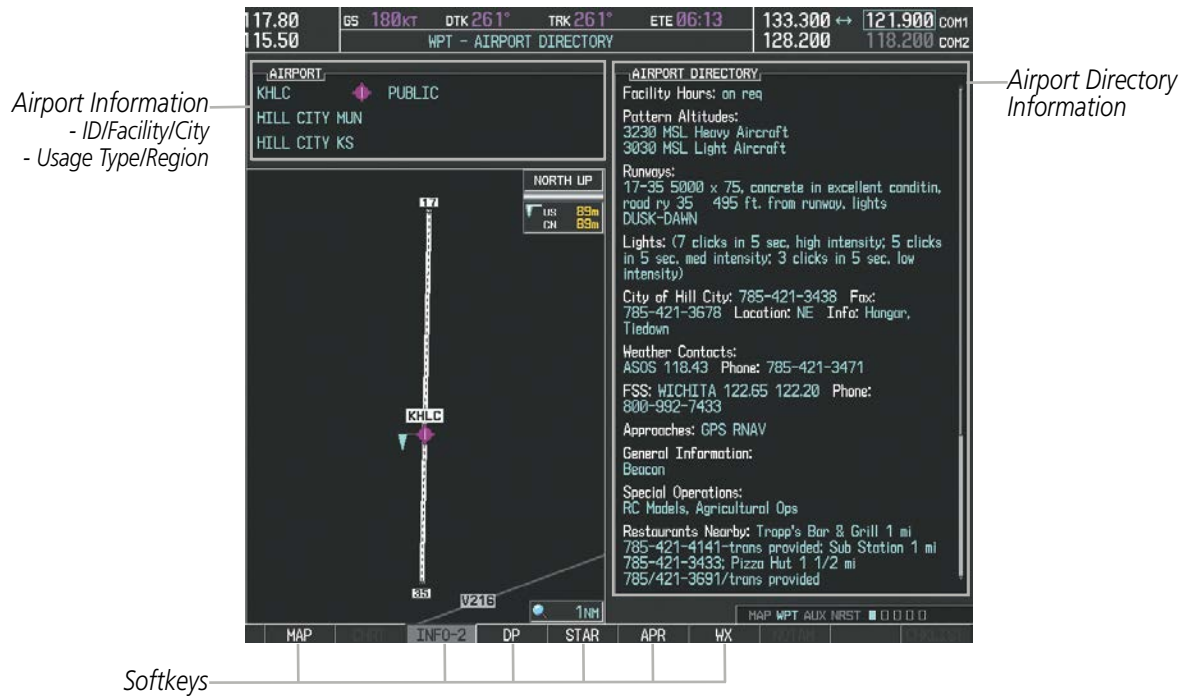 117.80
115.50
GS 180KT DTK 261° TRK 261° ETE 06:13
WPT – AIRPORT DIRECTORY
133.300 ↔ 121.900 COM1
128.200 118.200 COM2
Airport Information
- ID/Facility/City
- Usage Type/Region
AIRPORT
KHLC PUBLIC
HILL CITY MUN
HILL CITY KS
NORTH UP
US 89m
CN 89m
17
KHLC
35
V216
1NM
Airport Directory
Information
AIRPORT DIRECTORY
Facility Hours: on req
Pattern Altitudes:
3230 MSL Heavy Aircraft
3030 MSL Light Aircraft
Runways:
17-35 5000 x 75, concrete in excellent conditin,
road ry 35 495 ft. from runway, lights
DUSK-DAWN
Lights: (7 clicks in 5 sec, high intensity; 5 clicks
in 5 sec, med intensity; 3 clicks in 5 sec, low
intensity)
City of Hill City: 785-421-3438 Fax:
785-421-3678 Location: NE Info: Hangar,
Tiedown
Weather Contacts:
ASOS 118.43 Phone: 785-421-3471
FSS: WICHITA 122.65 122.20 Phone:
800-992-7433
Approaches: GPS RNAV
General Information:
Beacon
Special Operations:
RC Models, Agricultural Ops
Restaurants Nearby: Trapp's Bar & Grill 1 mi
785-421-4141-trans provided; Sub Station 1 mi
785-421-3433; Pizza Hut 1 1/2 mi
785/421-3691/trans provided
MAP WPT AUX NRST
MAP INFO-2 DP STAR APR WX
Softkeys